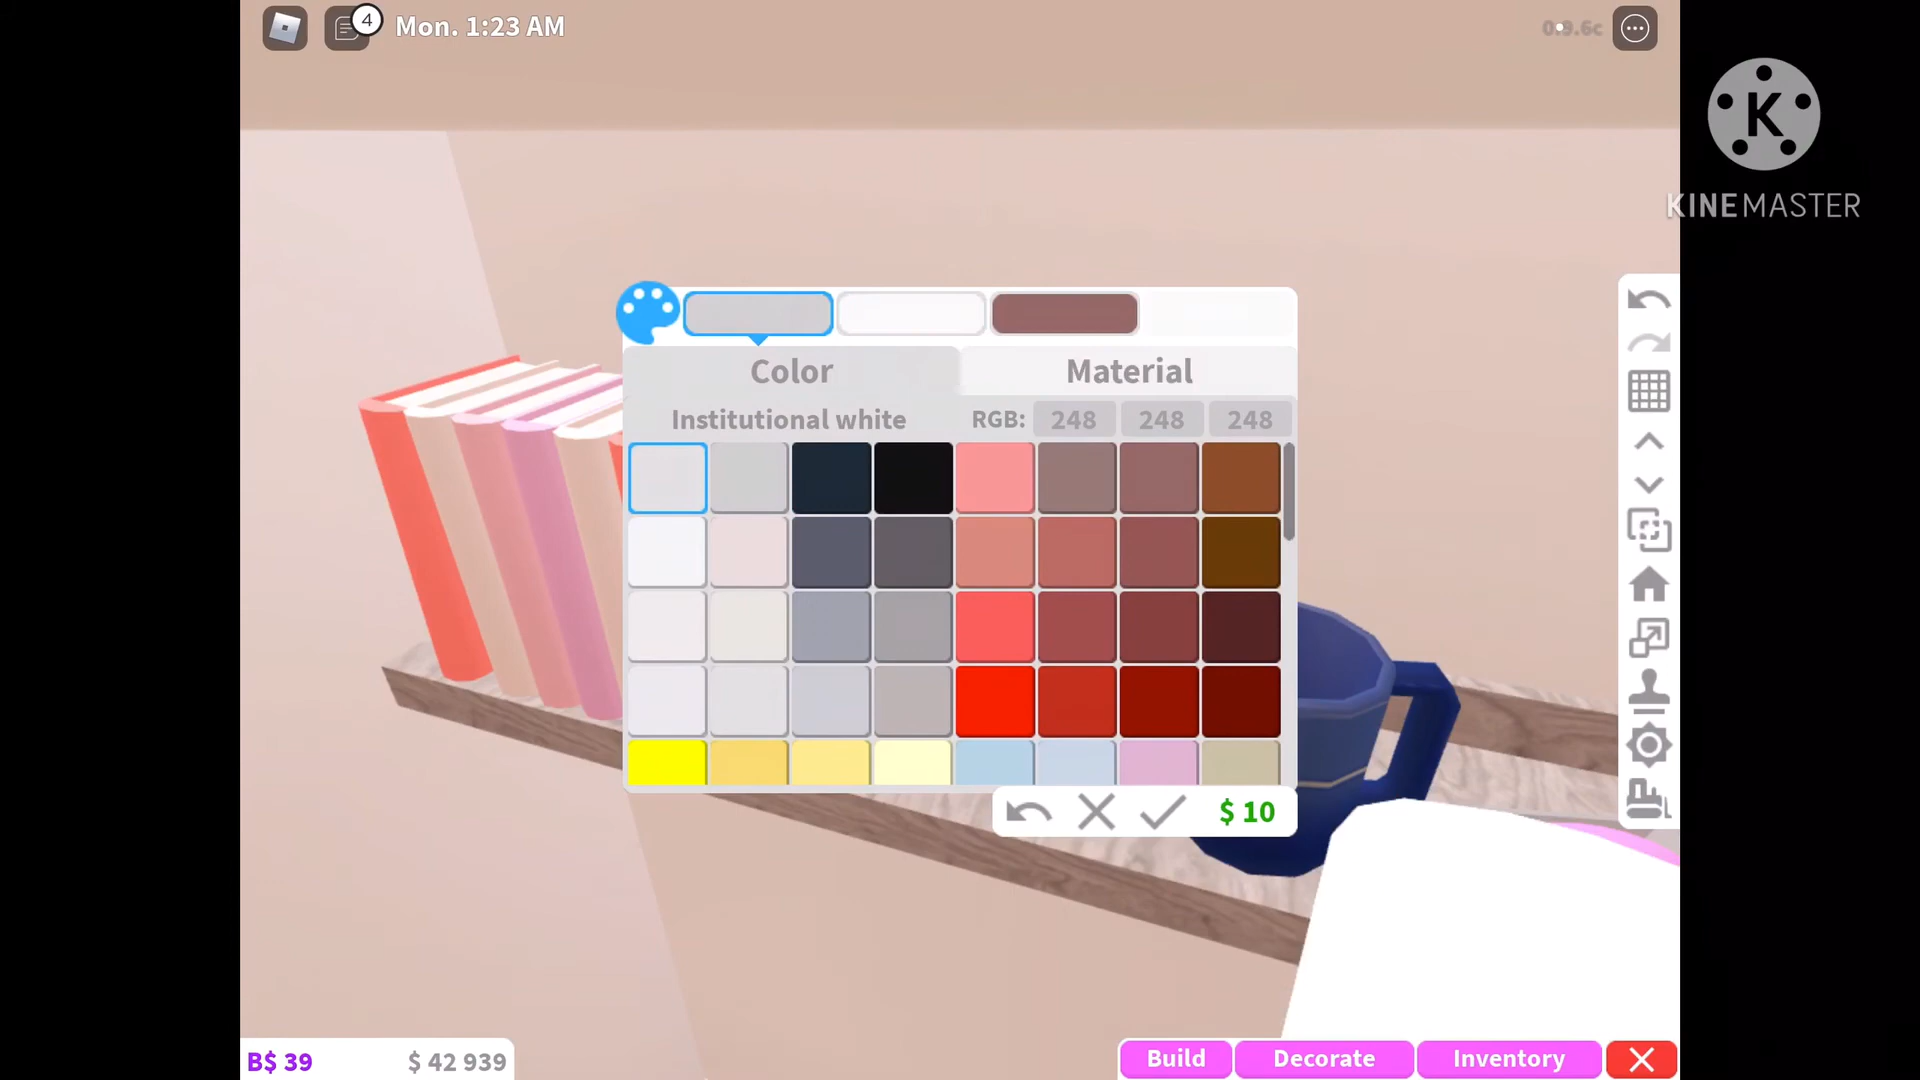 4
Mon. 1:23 AM
K
KINEMASTER
Color
Material
Institutional white
RGB: 248 248 248
$ 10
B$ 39
$ 42 939
Build
Decorate
Inventory